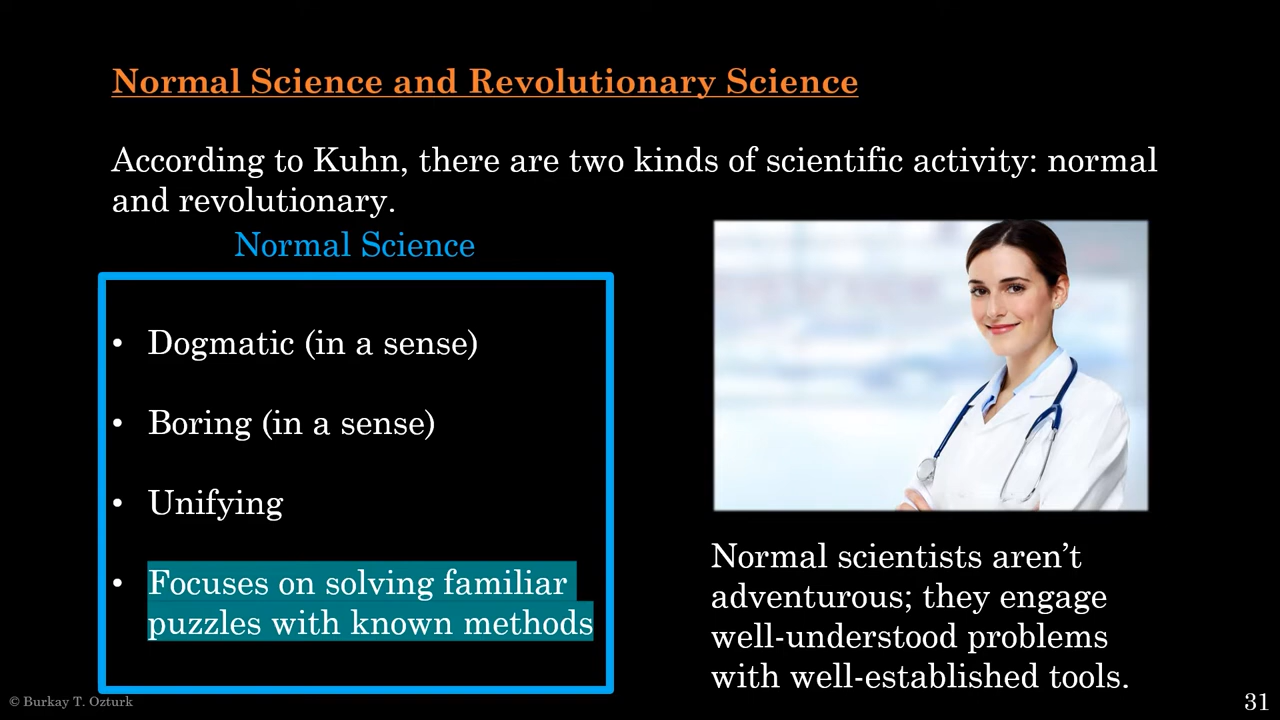 Normal Science and Revolutionary Science
According to Kuhn, there are two kinds of scientific activity: normal
and revolutionary.
Normal Science
• Dogmatic (in a sense)
• Boring (in a sense)
• Unifying
• Focuses on solving familiar
puzzles with known methods
Normal scientists aren’t
adventurous; they engage
well-understood problems
with well-established tools.
© Burkay T. Ozturk
31